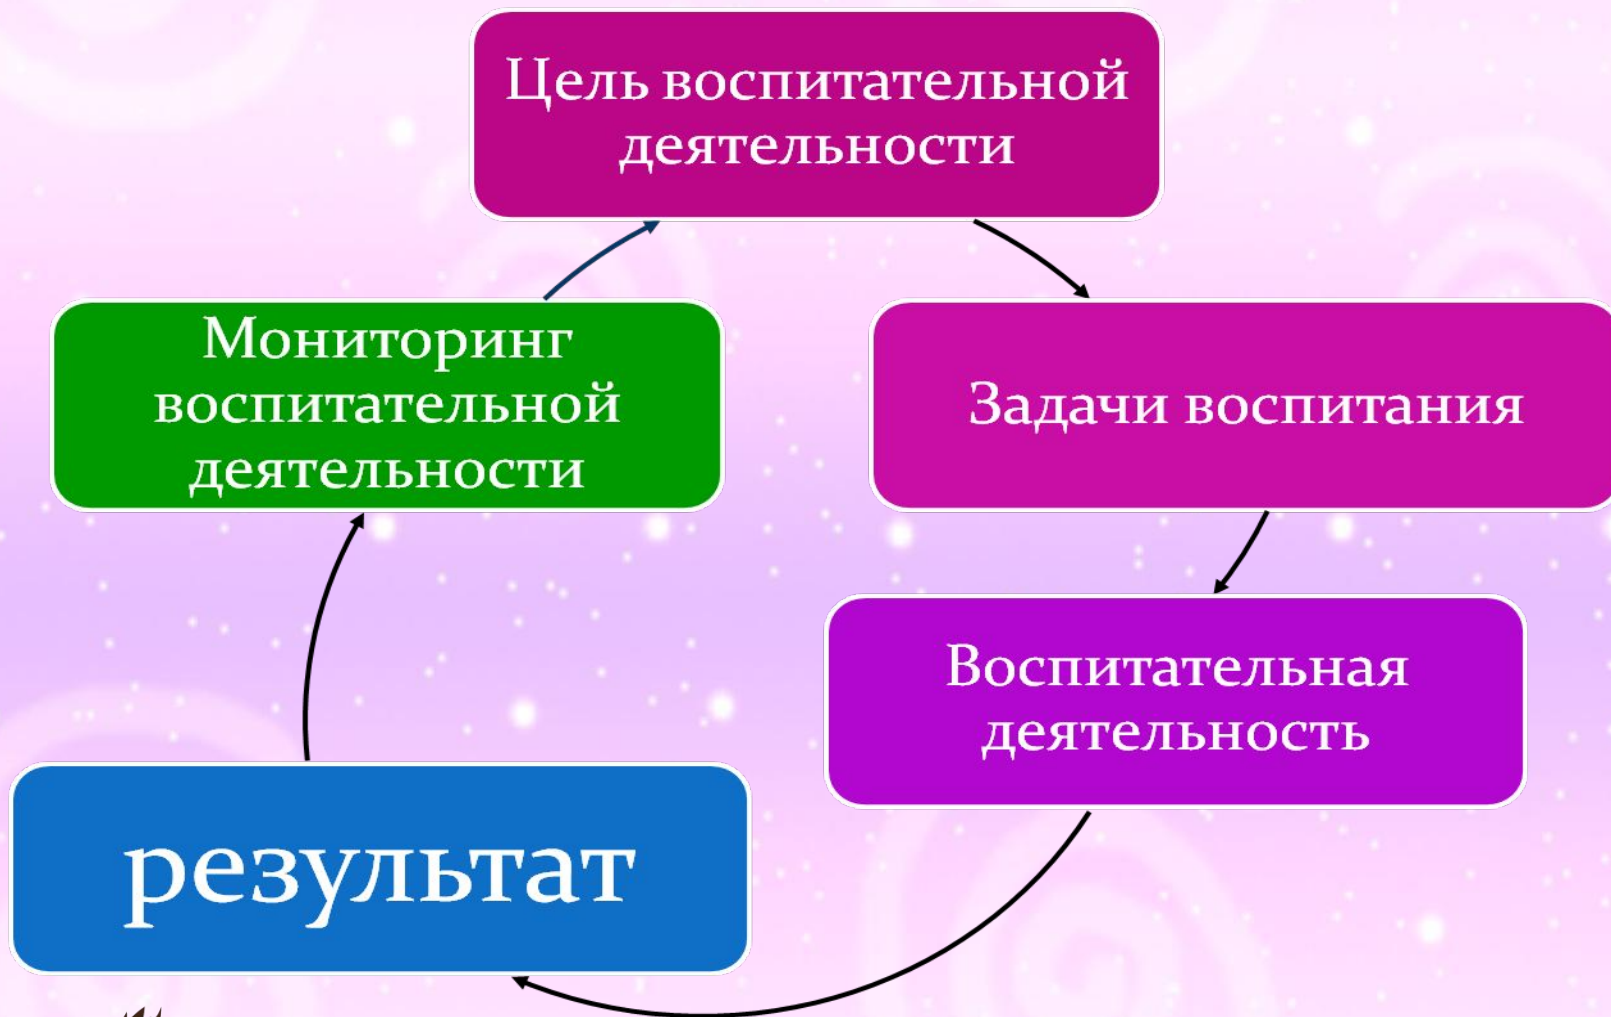 Цель воспитательной
деятельности
Мониторинг
воспитательной
деятельности
Задачи воспитания
Воспитательная
деятельность
результат